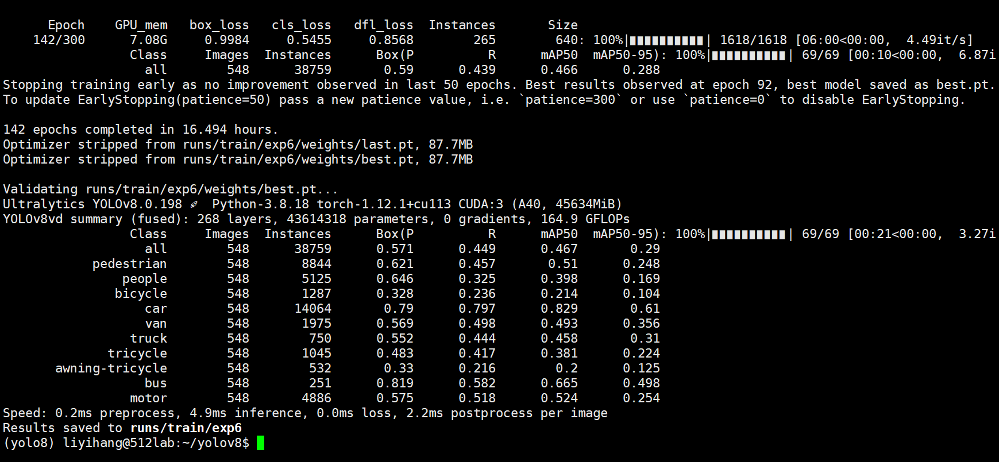 Epoch GPU_mem box_loss cls_loss dfl_loss Instances Size
142/300 7.08G 0.9984 0.5455 0.8568 265 640: 100%|██████████| 1618/1618 [06:00<00:00, 4.49it/s]
Class Images Instances Box(P R mAP50 mAP50-95): 100%|██████████| 69/69 [00:10<00:00, 6.87i
all 548 38759 0.59 0.439 0.466 0.288
Stopping training early as no improvement observed in last 50 epochs. Best results observed at epoch 92, best model saved as best.pt.
To update EarlyStopping(patience=50) pass a new patience value, i.e. `patience=300` or use `patience=0` to disable EarlyStopping.
142 epochs completed in 16.494 hours.
Optimizer stripped from runs/train/exp6/weights/last.pt, 87.7MB
Optimizer stripped from runs/train/exp6/weights/best.pt, 87.7MB
Validating runs/train/exp6/weights/best.pt...
Ultralytics YOLOv8.0.198 🚀 Python-3.8.18 torch-1.12.1+cu113 CUDA:3 (A40, 45634MiB)
YOLOv8vd summary (fused): 268 layers, 43614318 parameters, 0 gradients, 164.9 GFLOPs
Class Images Instances Box(P R mAP50 mAP50-95): 100%|██████████| 69/69 [00:21<00:00, 3.27i
all 548 38759 0.571 0.449 0.467 0.29
pedestrian 548 8844 0.621 0.457 0.51 0.248
people 548 5125 0.646 0.325 0.398 0.169
bicycle 548 1287 0.328 0.236 0.214 0.104
car 548 14064 0.79 0.797 0.829 0.61
van 548 1975 0.569 0.498 0.493 0.356
truck 548 750 0.552 0.444 0.458 0.31
tricycle 548 1045 0.483 0.417 0.381 0.224
awning-tricycle 548 532 0.33 0.216 0.2 0.125
bus 548 251 0.819 0.582 0.665 0.498
motor 548 4886 0.575 0.518 0.524 0.254
Speed: 0.2ms preprocess, 4.9ms inference, 0.0ms loss, 2.2ms postprocess per image
Results saved to runs/train/exp6
(yolo8) liyihang@512lab:~/yolov8$